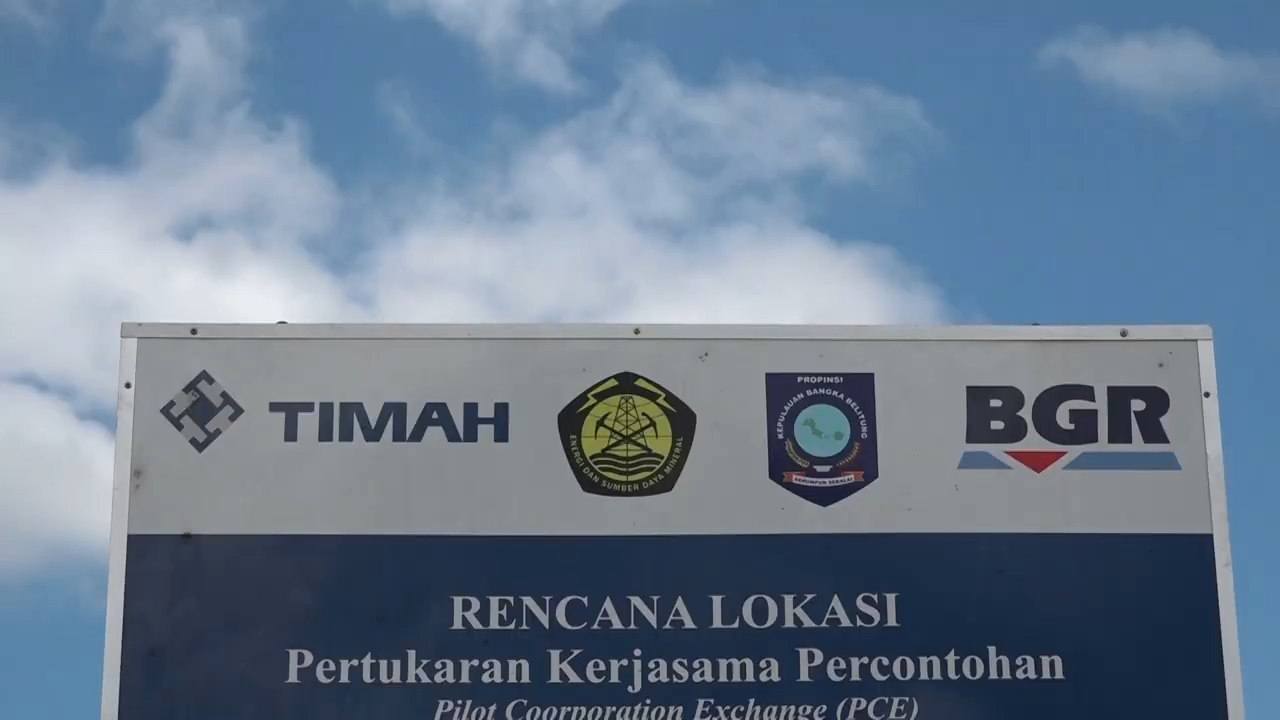 TIMAH
ENERGI DAN SUMBER DAYA MINERAL
PROPINSI
KEPULAUAN BANGKA BELITUNG
SERUMPUN SEBALAI
BGR
RENCANA LOKASI
Pertukaran Kerjasama Percontohan
Pilot Coorporation Exchange (PCE)